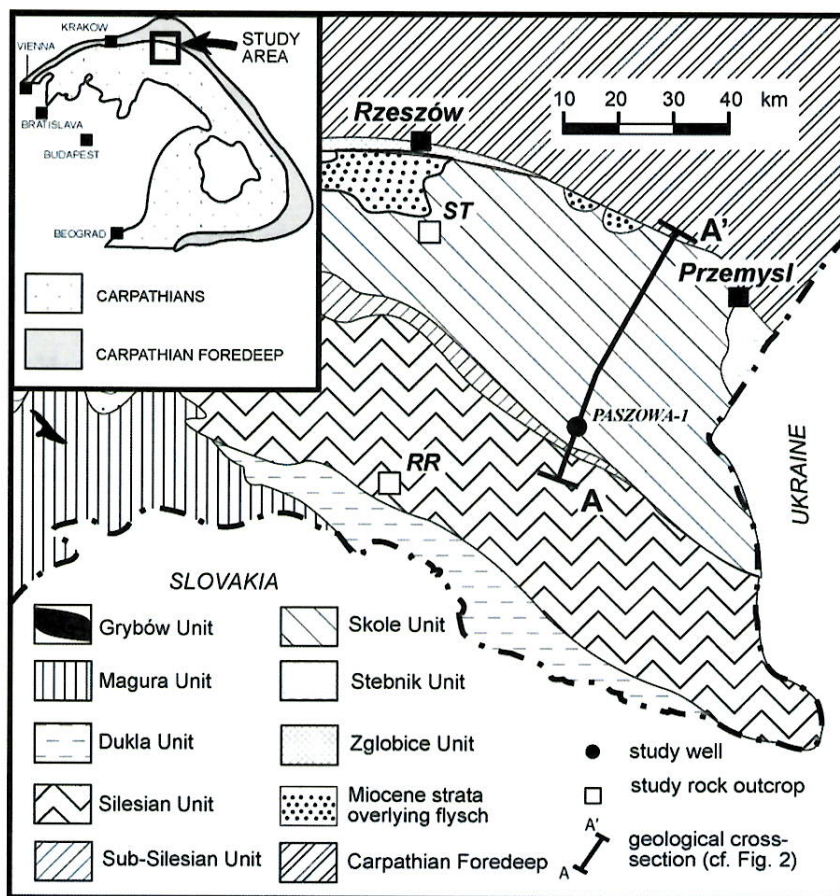 KRAKOW
VIENNA
BRATISLAVA
BUDAPEST
BEOGRAD
STUDY
AREA
CARPATHIANS
CARPATHIAN FOREDEEP
Rzeszów
10 20 30 40 km
ST
A'
Przemysl
PASZOWA-1
RR
A
UKRAINE
SLOVAKIA
Grybów Unit
Magura Unit
Dukla Unit
Silesian Unit
Sub-Silesian Unit
Skole Unit
Stebnik Unit
Zglobice Unit
Miocene strata
overlying flysch
Carpathian Foredeep
study well
study rock outcrop
A'
A
geological cross-
section (cf. Fig. 2)